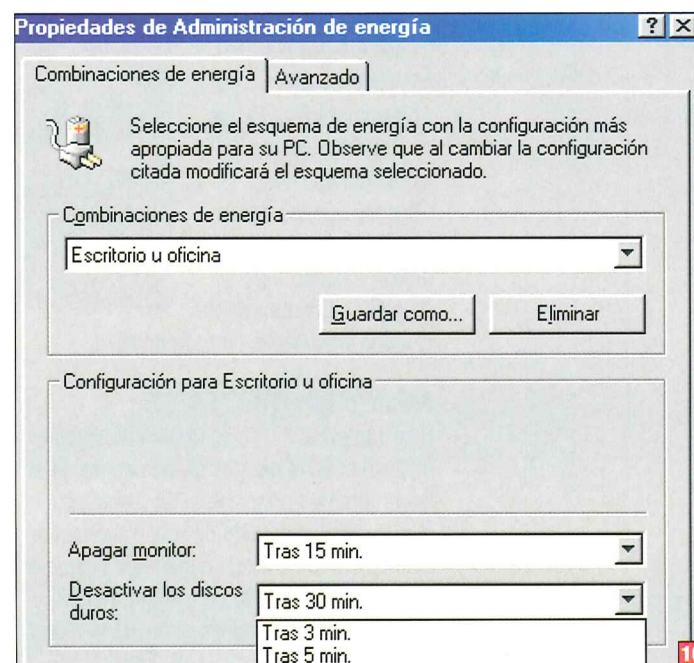 Propiedades de Administración de energía
Combinaciones de energía
Avanzado
Seleccione el esquema de energía con la configuración más
apropiada para su PC. Observe que al cambiar la configuración
citada modificará el esquema seleccionado.
Combinaciones de energía
Escritorio u oficina
Guardar como...
Eliminar
Configuración para Escritorio u oficina
Apagar monitor:
Tras 15 min.
Desactivar los discos
duros:
Tras 30 min.
Tras 3 min.
Tras 5 min.